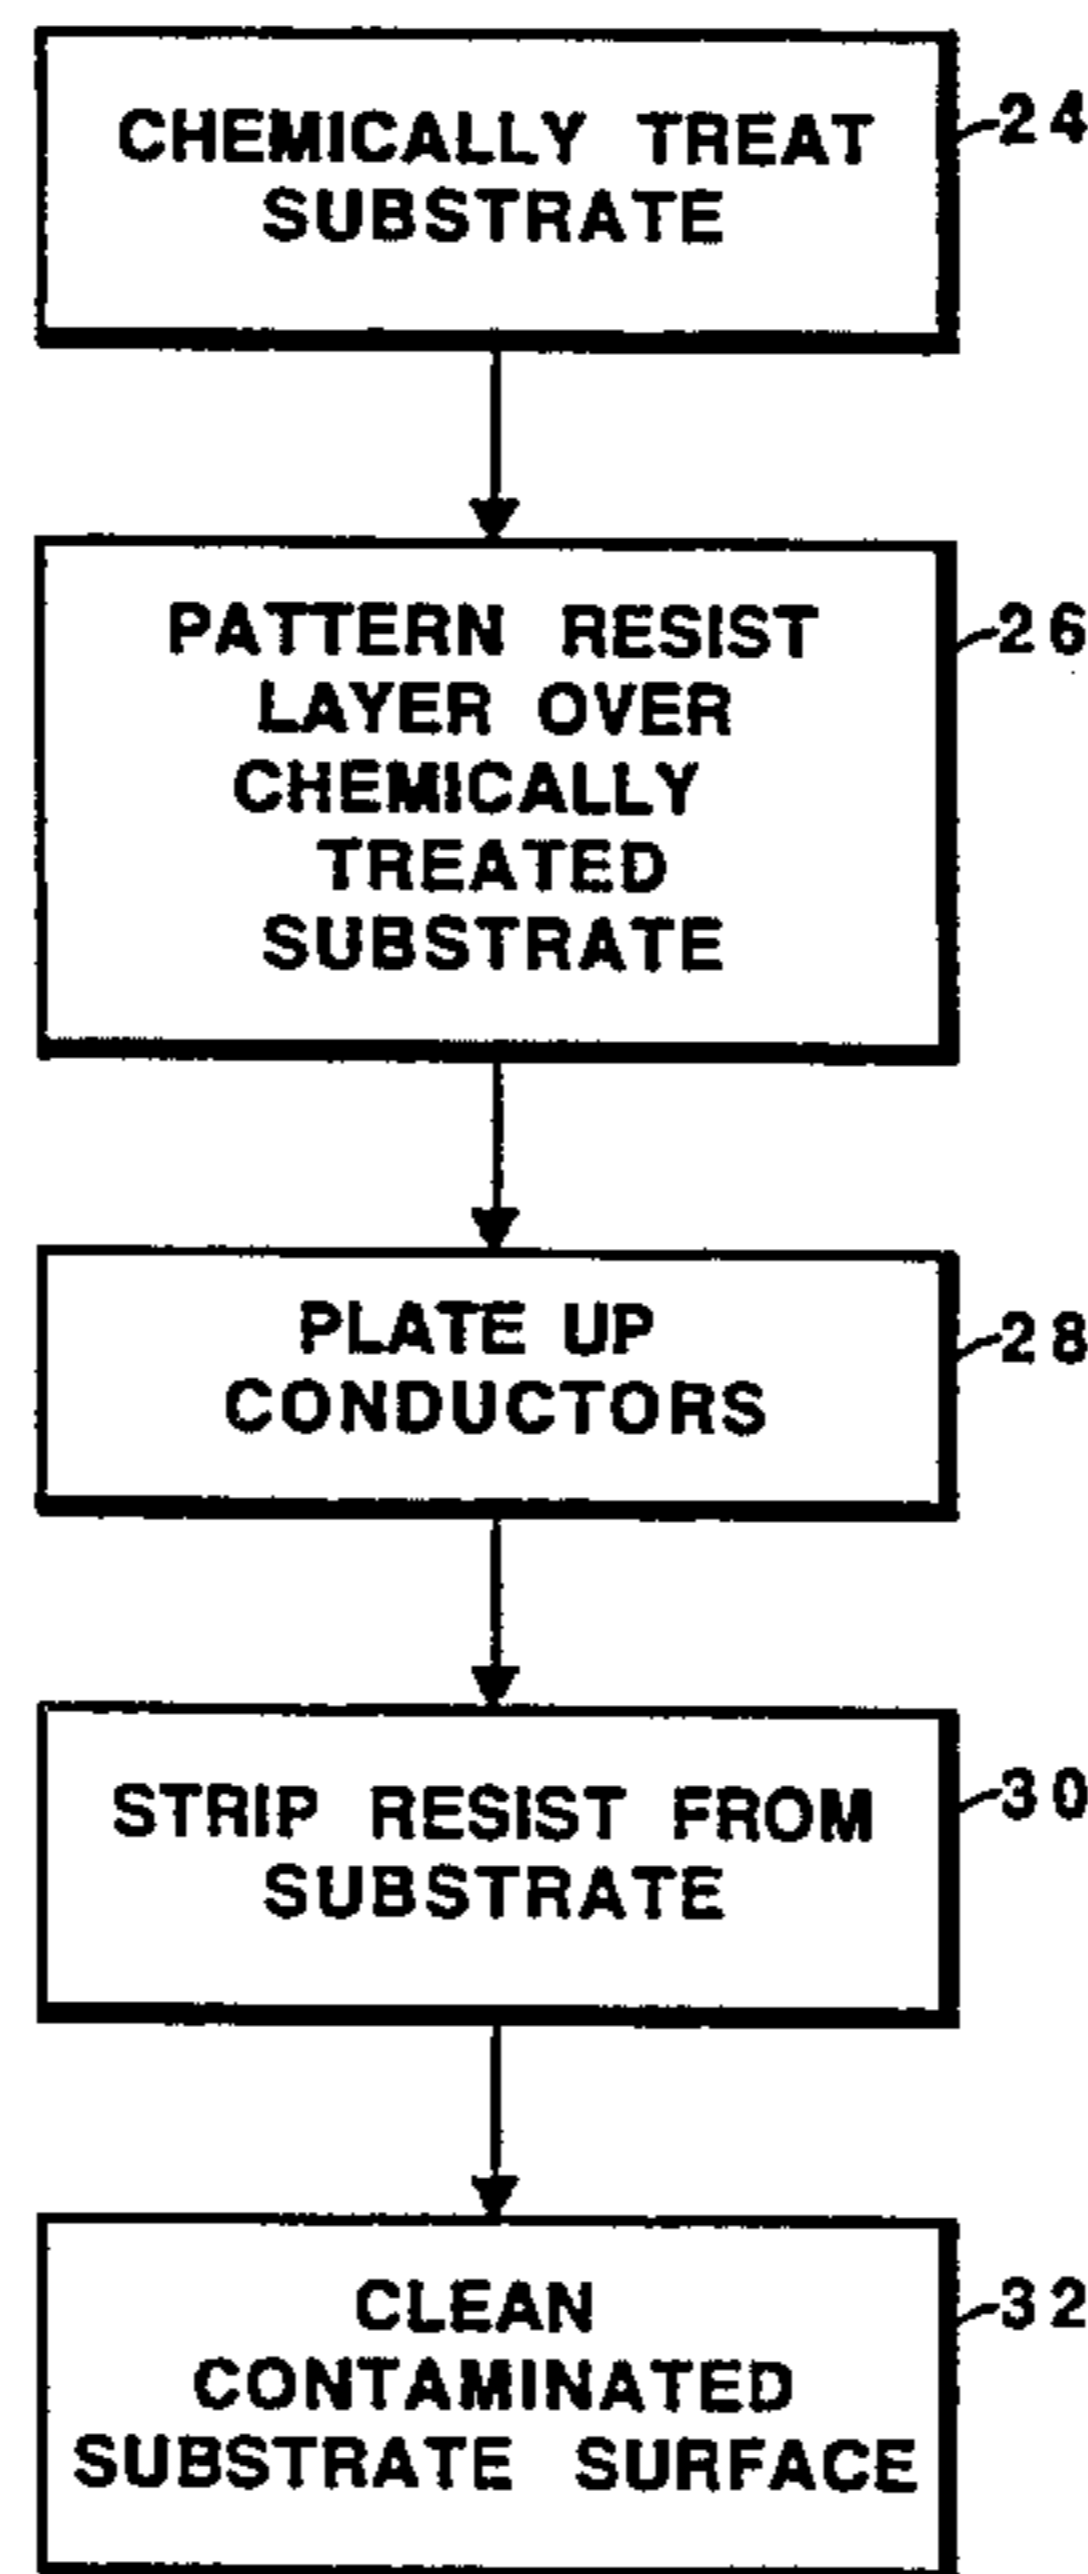 CHEMICALLY TREAT
SUBSTRATE
24
PATTERN RESIST
LAYER OVER
CHEMICALLY
TREATED
SUBSTRATE
26
PLATE UP
CONDUCTORS
28
STRIP RESIST FROM
SUBSTRATE
30
CLEAN
CONTAMINATED
SUBSTRATE SURFACE
32